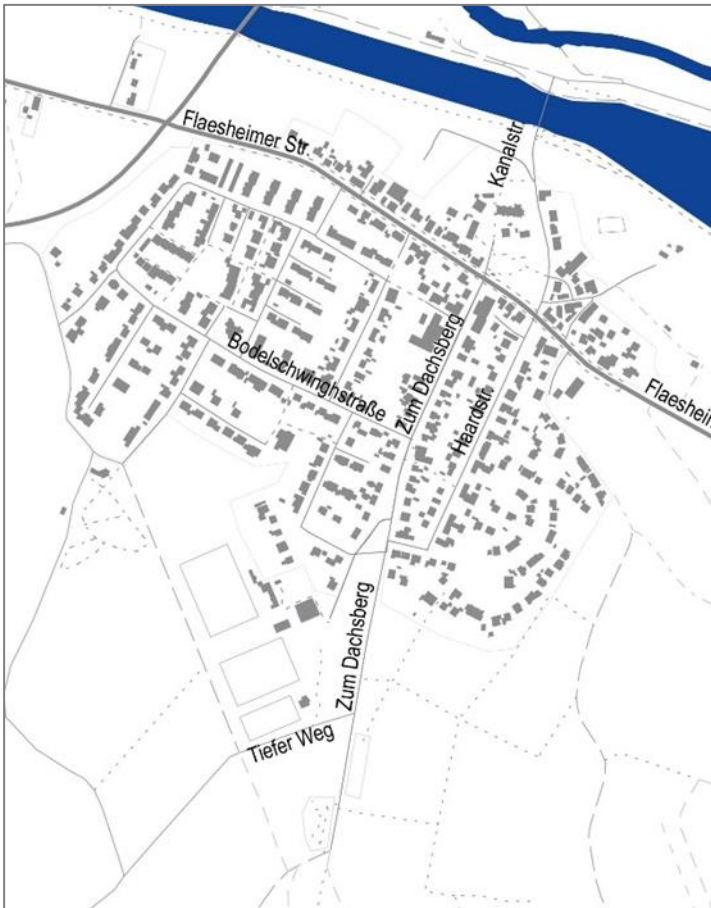 Flaesheimer Str.
Kanalstr.
Bodelschwinghstraße
Zum Dachsberg
Haardstr.
Flaesheim
Zum Dachsberg
Tiefer Weg